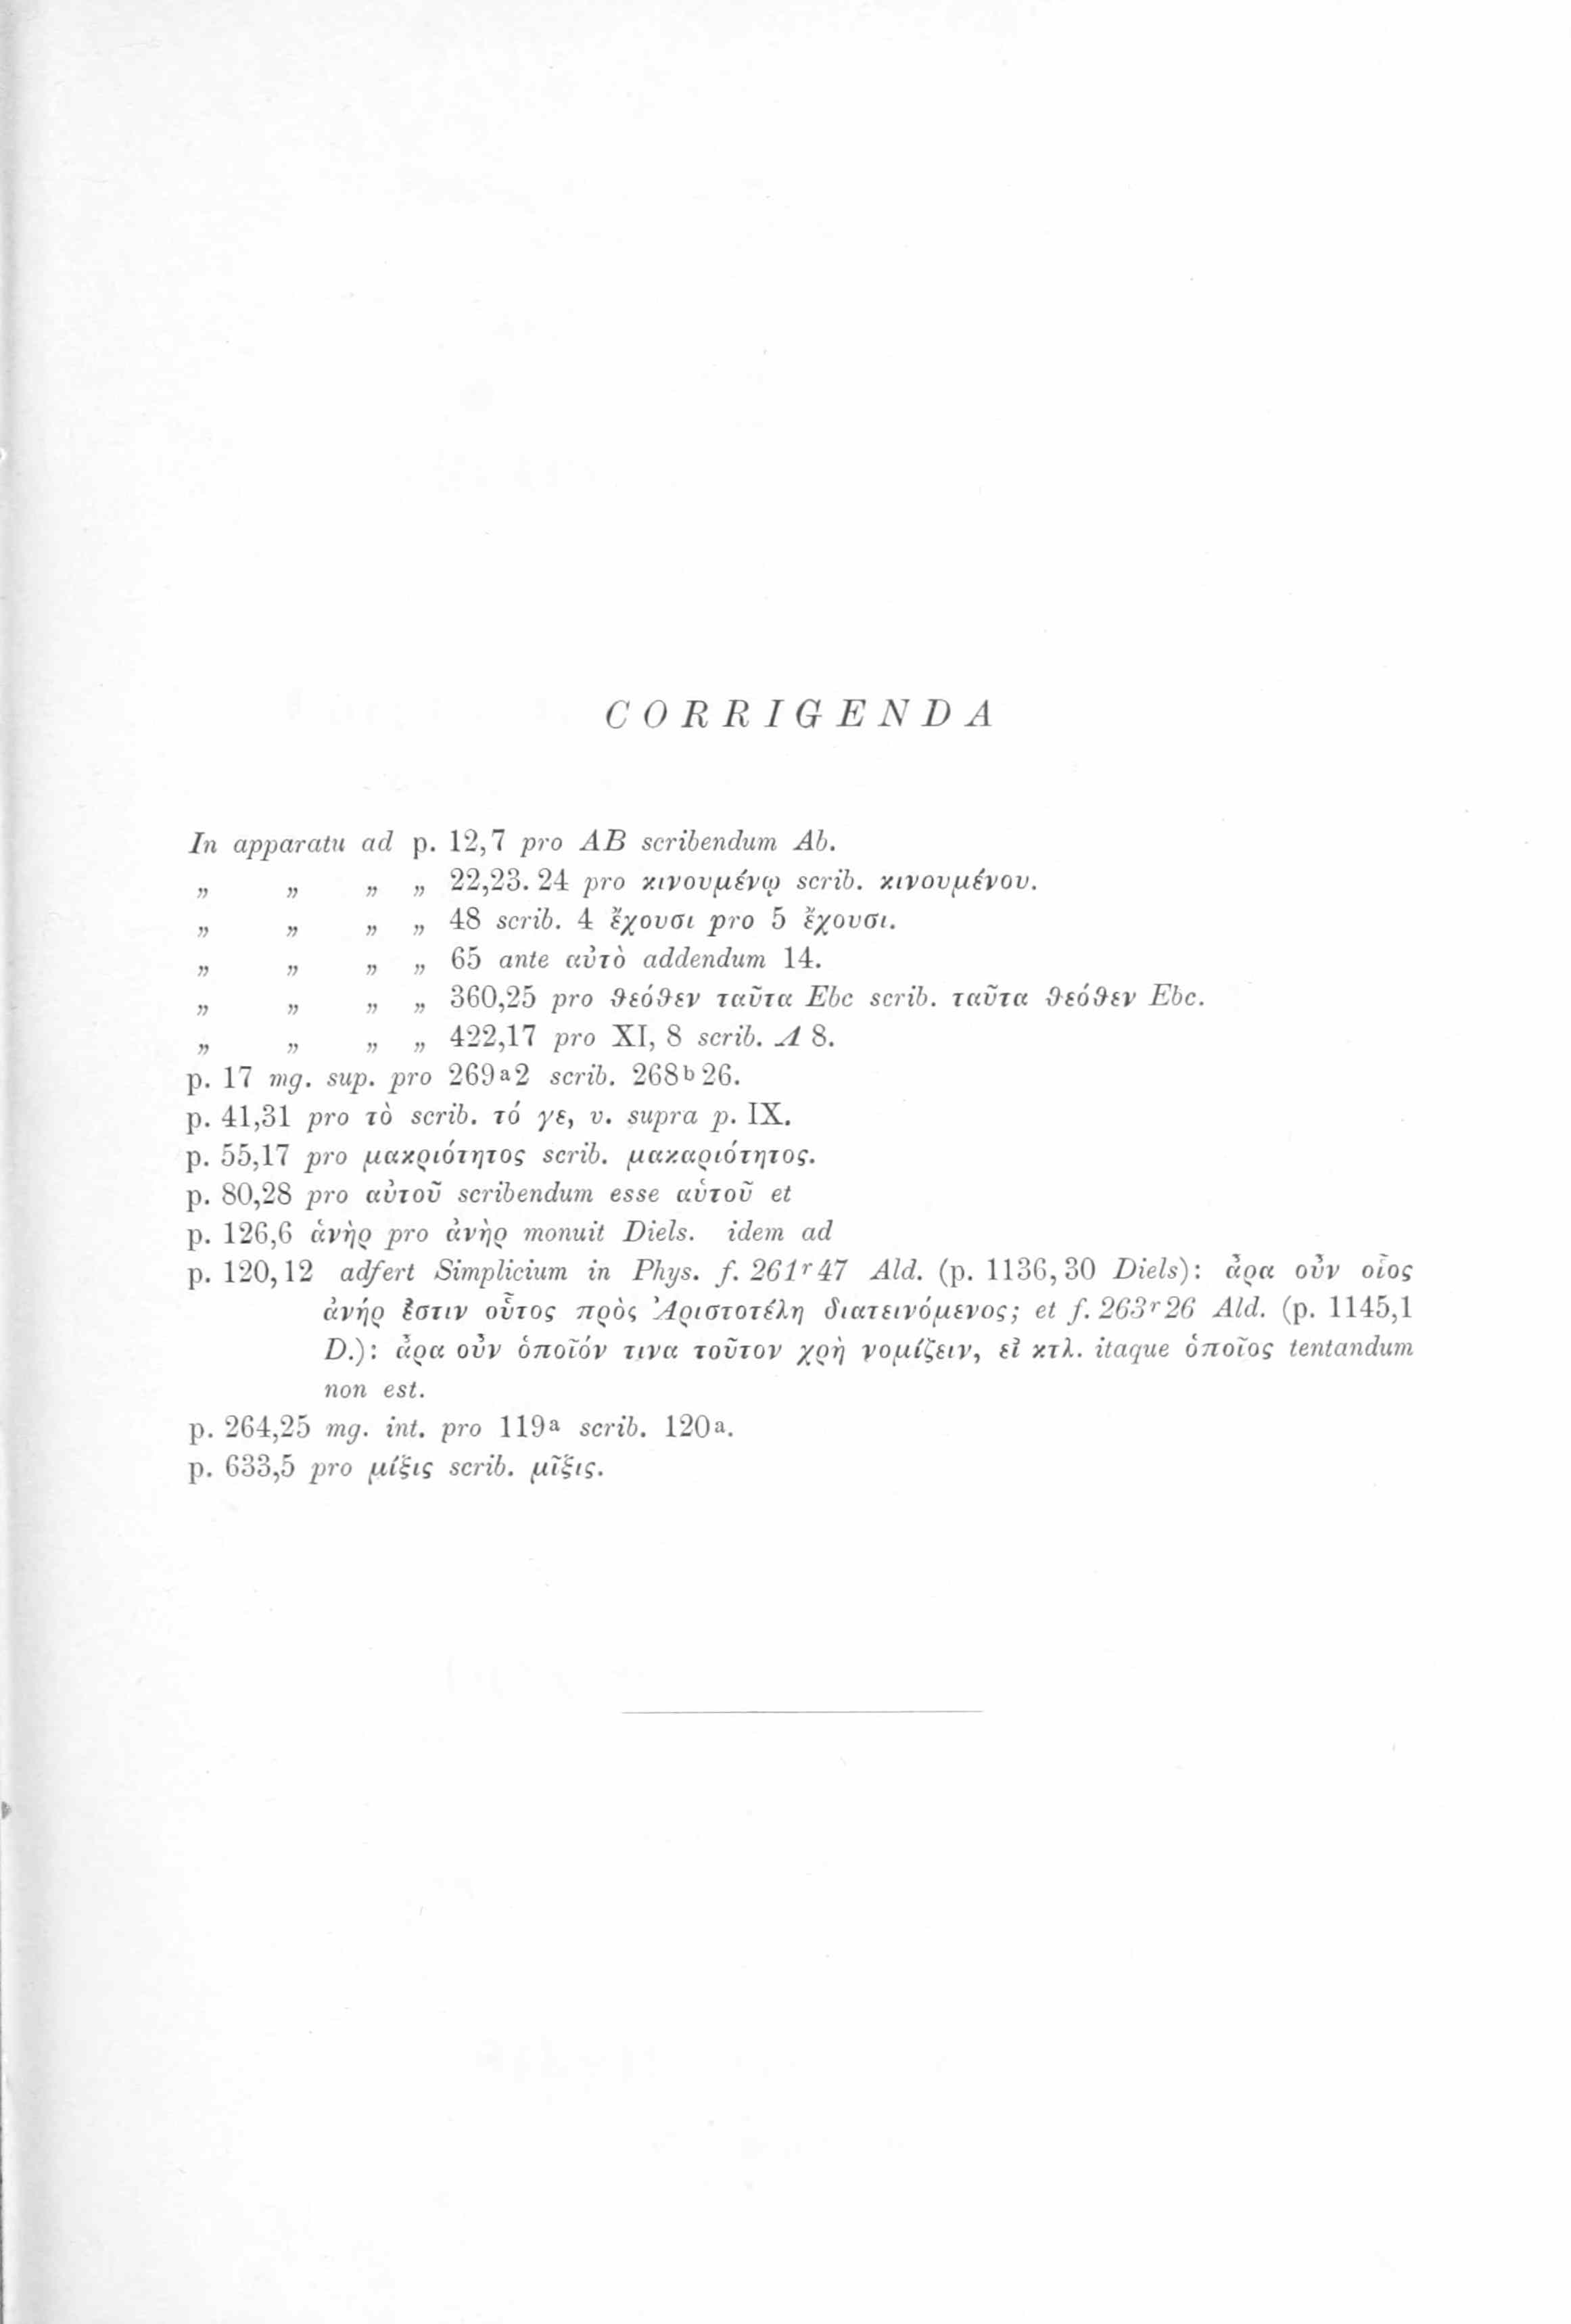 CORRIGENDA
In apparatu ad p. 12,7 pro AB scribendum Ab.
„ „ „ „ 22,23. 24 pro κινουμένῳ scrib. κινουμένου.
„ „ „ „ 48 scrib. 4 ἔχουσι pro 5 ἔχουσι.
„ „ „ „ 65 ante αὐτὸ addendum 14.
„ „ „ „ 360,25 pro ϑεόϑεν ταῦτα Ebc scrib. ταῦτα ϑεόϑεν Ebc.
„ „ „ „ 422,17 pro XI, 8 scrib. Λ 8.
p. 17 mg. sup. pro 269ᵃ2 scrib. 268ᵇ26.
p. 41,31 pro τὸ scrib. τό γε, v. supra p. IX.
p. 55,17 pro μακριότητος scrib. μακαριότητος.
p. 80,28 pro αὐτοῦ scribendum esse αὑτοῦ et
p. 126,6 ἁνὴρ pro ἀνὴρ monuit Diels. idem ad
p. 120,12 adfert Simplicium in Phys. f. 261ʳ47 Ald. (p. 1136,30 Diels): ἆρα οὖν οἷος
ἀνήρ ἐστιν οὗτος πρὸς Ἀριστοτέλη διατεινόμενος; et f. 263ʳ26 Ald. (p. 1145,1
D.): ἆρα οὖν ὁποῖόν τινα τοῦτον χρὴ νομίζειν, εἰ κτλ. itaque ὁποῖος tentandum
non est.
p. 264,25 mg. int. pro 119ᵃ scrib. 120ᵃ.
p. 633,5 pro μίξις scrib. μῖξις.